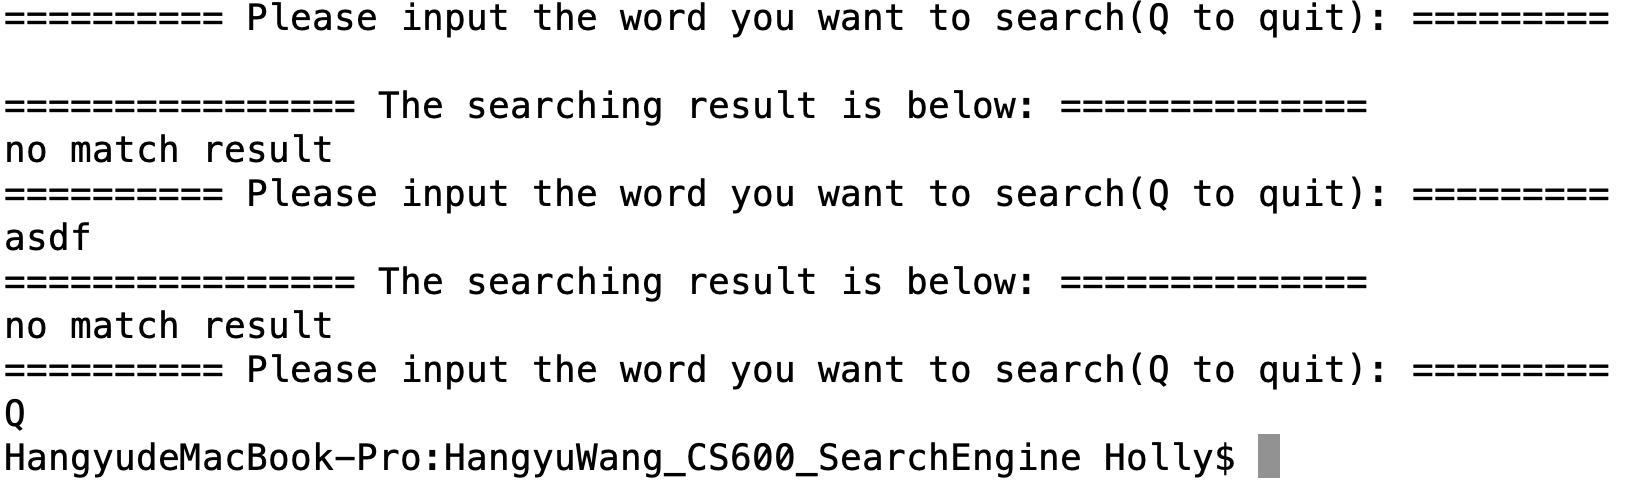 ========== Please input the word you want to search(Q to quit): =========
================ The searching result is below: ==============
no match result
========== Please input the word you want to search(Q to quit): =========
asdf
================ The searching result is below: ==============
no match result
========== Please input the word you want to search(Q to quit): =========
Q
HangyudeMacBook-Pro:HangyuWang_CS600_SearchEngine Holly$